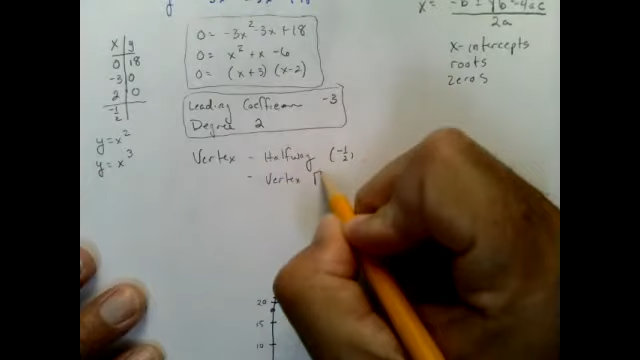 x = -b ± √b² - 4ac
2a
x-intercepts
roots
zeros
0 = -3x² - 3x + 18
0 = x² + x - 6
0 = (x+3)(x-2)
x y
0 18
-3 0
2 0
-1/2
y = x²
y = x³
Leading Coefficient -3
Degree 2
Vertex - Halfway (-1/2)
- Vertex
20
15
10